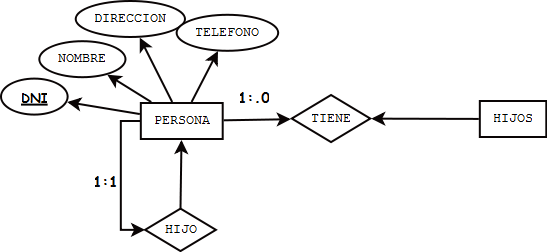 DIRECCION
TELEFONO
NOMBRE
DNI
1:.0
PERSONA
TIENE
HIJOS
1:1
HIJO